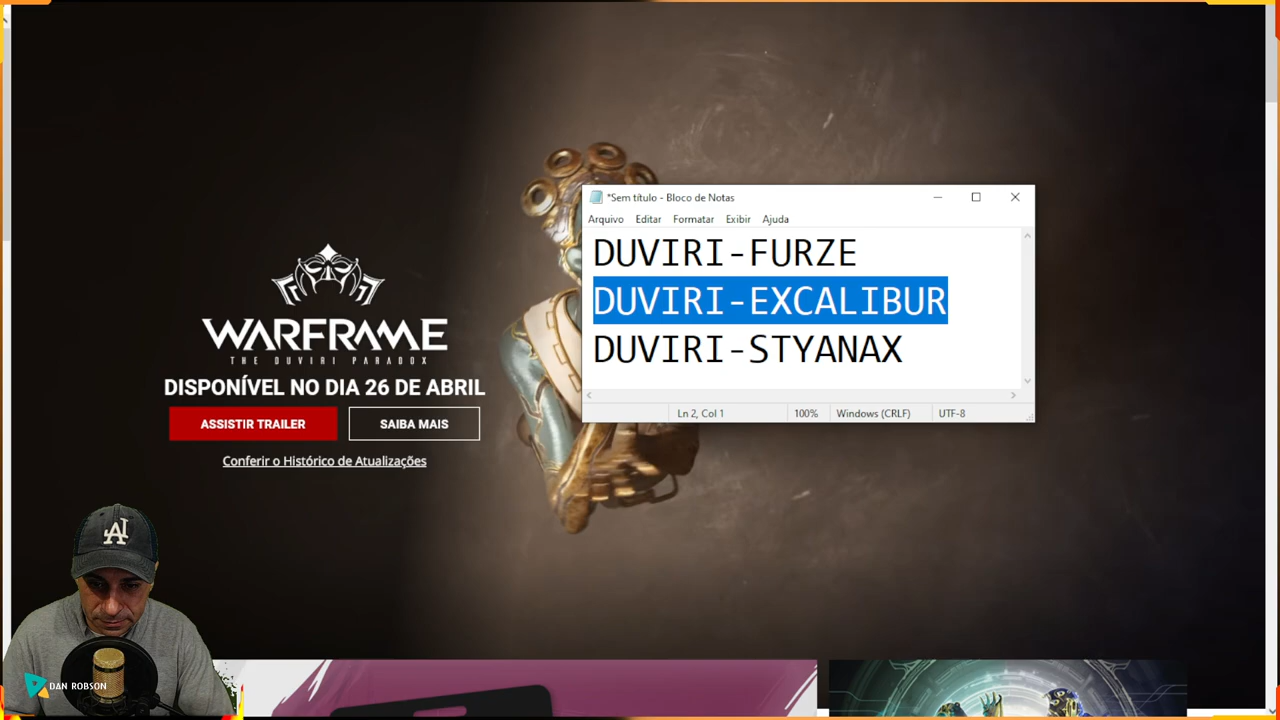 *Sem título - Bloco de Notas
Arquivo Editar Formatar Exibir Ajuda
DUVIRI-FURZE
DUVIRI-EXCALIBUR
DUVIRI-STYANAX
Ln 2, Col 1 100% Windows (CRLF) UTF-8
WARFRAME
THE DUVIRI PARADOX
DISPONÍVEL NO DIA 26 DE ABRIL
ASSISTIR TRAILER SAIBA MAIS
Conferir o Histórico de Atualizações
DAN ROBSON